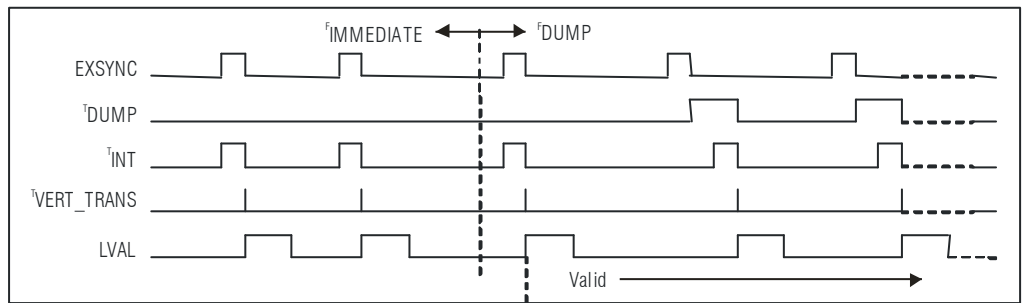 FIMMEDIATE FDUMP
EXSYNC
TDUMP
TINT
TVERT_TRANS
LVAL
Valid